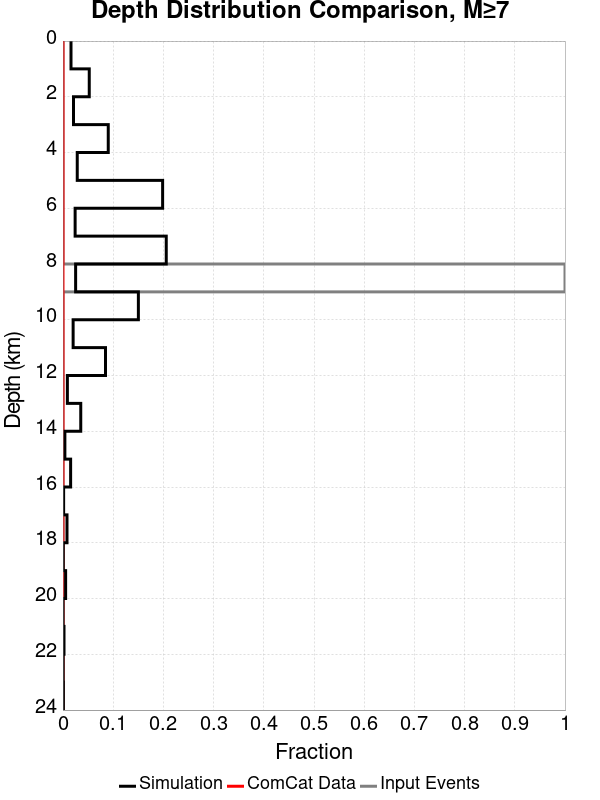 Depth Distribution Comparison, M≥7
0
2
4
6
8
10
12
14
16
18
20
22
24
Depth (km)
0 0.1 0.2 0.3 0.4 0.5 0.6 0.7 0.8 0.9 1
Fraction
Simulation ComCat Data Input Events